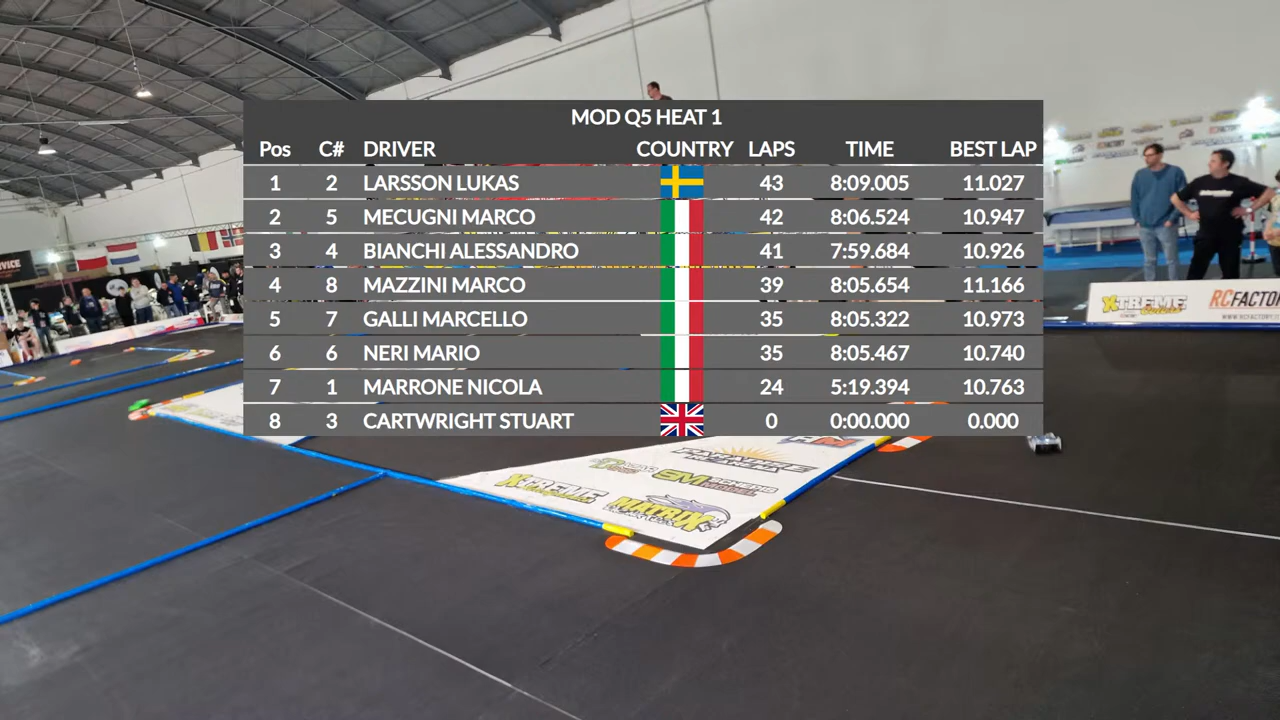 MOD Q5 HEAT 1
Pos C# DRIVER COUNTRY LAPS TIME BEST LAP
1 2 LARSSON LUKAS 43 8:09.005 11.027
2 5 MECUGNI MARCO 42 8:06.524 10.947
3 4 BIANCHI ALESSANDRO 41 7:59.684 10.926
4 8 MAZZINI MARCO 39 8:05.654 11.166
5 7 GALLI MARCELLO 35 8:05.322 10.973
6 6 NERI MARIO 35 8:05.467 10.740
7 1 MARRONE NICOLA 24 5:19.394 10.763
8 3 CARTWRIGHT STUART 0 0:00.000 0.000
XTREME
RCFACTORY
XTREME
MATRIX